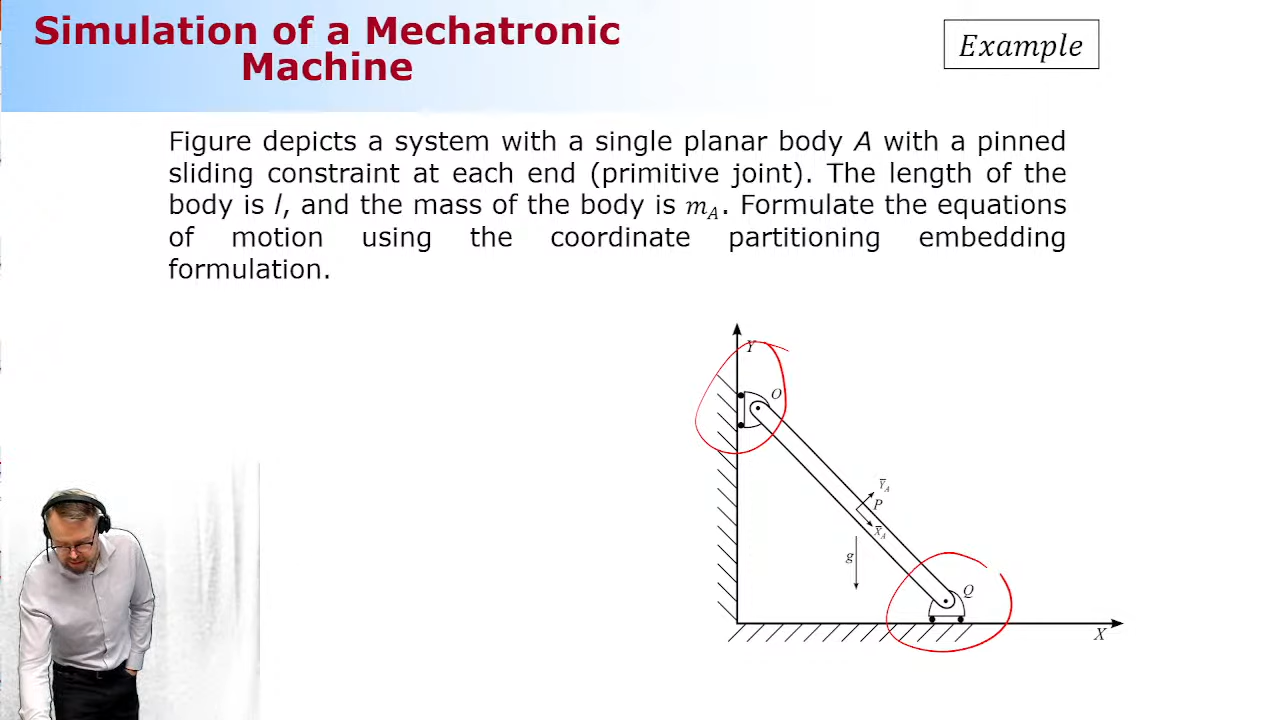 Simulation of a Mechatronic
Machine
Example
Figure depicts a system with a single planar body A with a pinned
sliding constraint at each end (primitive joint). The length of the
body is l, and the mass of the body is m_A. Formulate the equations
of motion using the coordinate partitioning embedding
formulation.
Y
O
Ȳ_A
P
X̄_A
g
Q
X